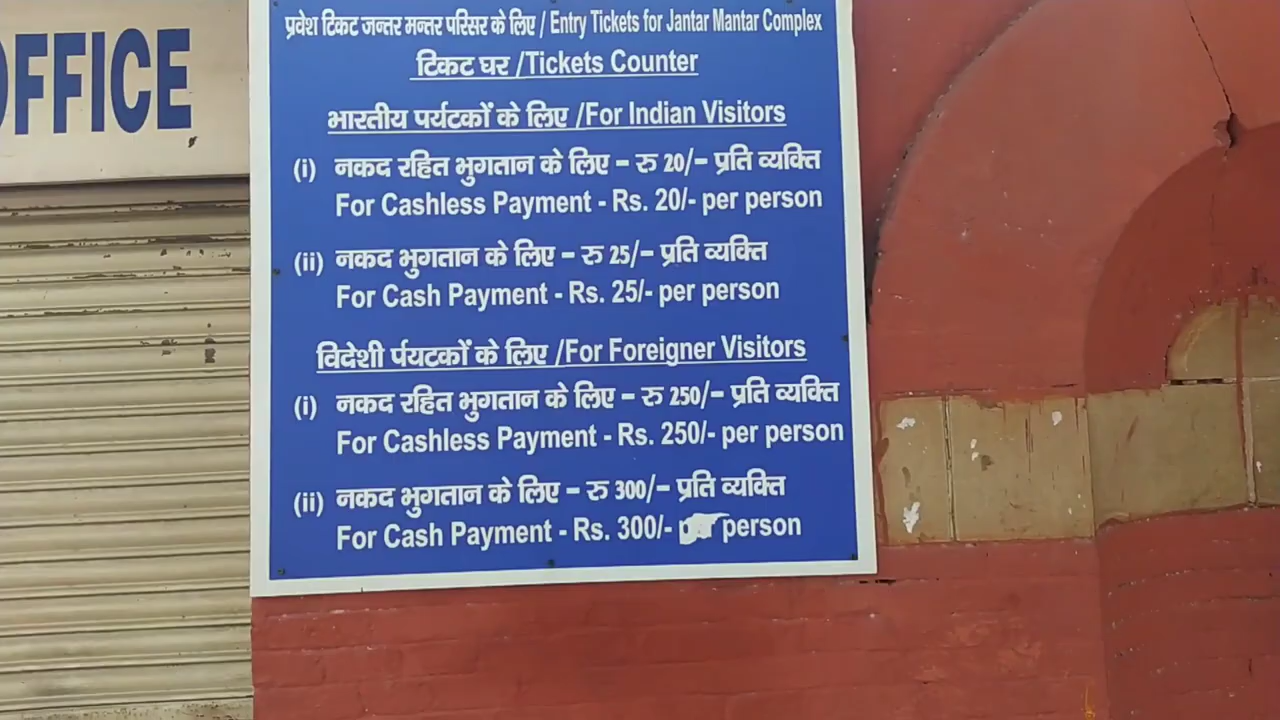 OFFICE
प्रवेश टिकट जन्तर मन्तर परिसर के लिए / Entry Tickets for Jantar Mantar Complex
टिकट घर /Tickets Counter
भारतीय पर्यटकों के लिए /For Indian Visitors
(i) नकद रहित भुगतान के लिए – रु 20/– प्रति व्यक्ति
For Cashless Payment - Rs. 20/- per person
(ii) नकद भुगतान के लिए – रु 25/– प्रति व्यक्ति
For Cash Payment - Rs. 25/- per person
विदेशी र्पयटकों के लिए /For Foreigner Visitors
(i) नकद रहित भुगतान के लिए – रु 250/– प्रति व्यक्ति
For Cashless Payment - Rs. 250/- per person
(ii) नकद भुगतान के लिए – रु 300/– प्रति व्यक्ति
For Cash Payment - Rs. 300/- per person